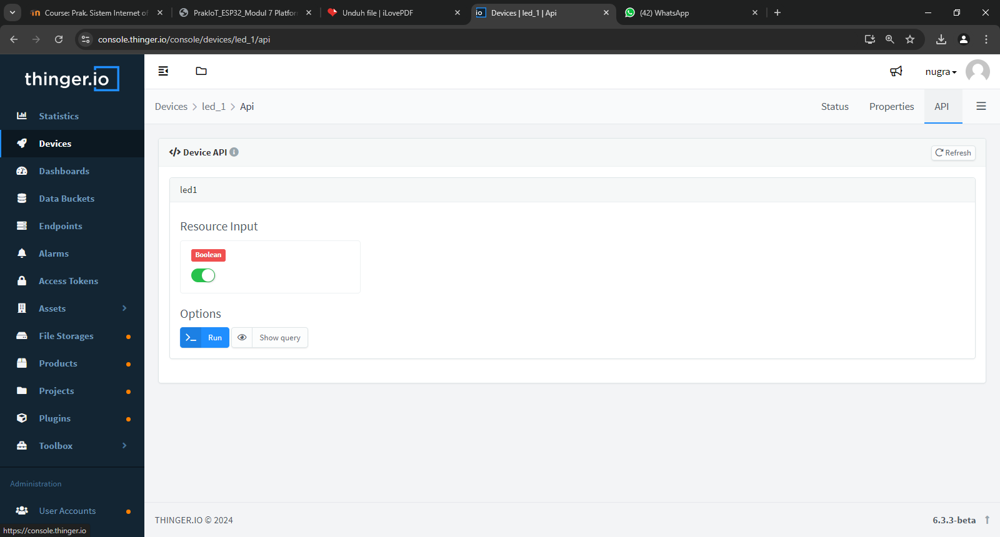 Course: Prak. Sistem Internet of
PrakIoT_ESP32_Modul 7 Platfor
Unduh file | iLovePDF
io
Devices | led_1 | Api
(42) WhatsApp
console.thinger.io/console/devices/led_1/api
thinger.io
nugra
Devices > led_1 > Api
Status
Properties
API
Statistics
Devices
Dashboards
Data Buckets
Endpoints
Alarms
Access Tokens
Assets
File Storages
Products
Projects
Plugins
Toolbox
Administration
User Accounts
</> Device API
Refresh
led1
Resource Input
Boolean
Options
>_ Run
Show query
THINGER.IO © 2024
6.3.3-beta
https://console.thinger.io